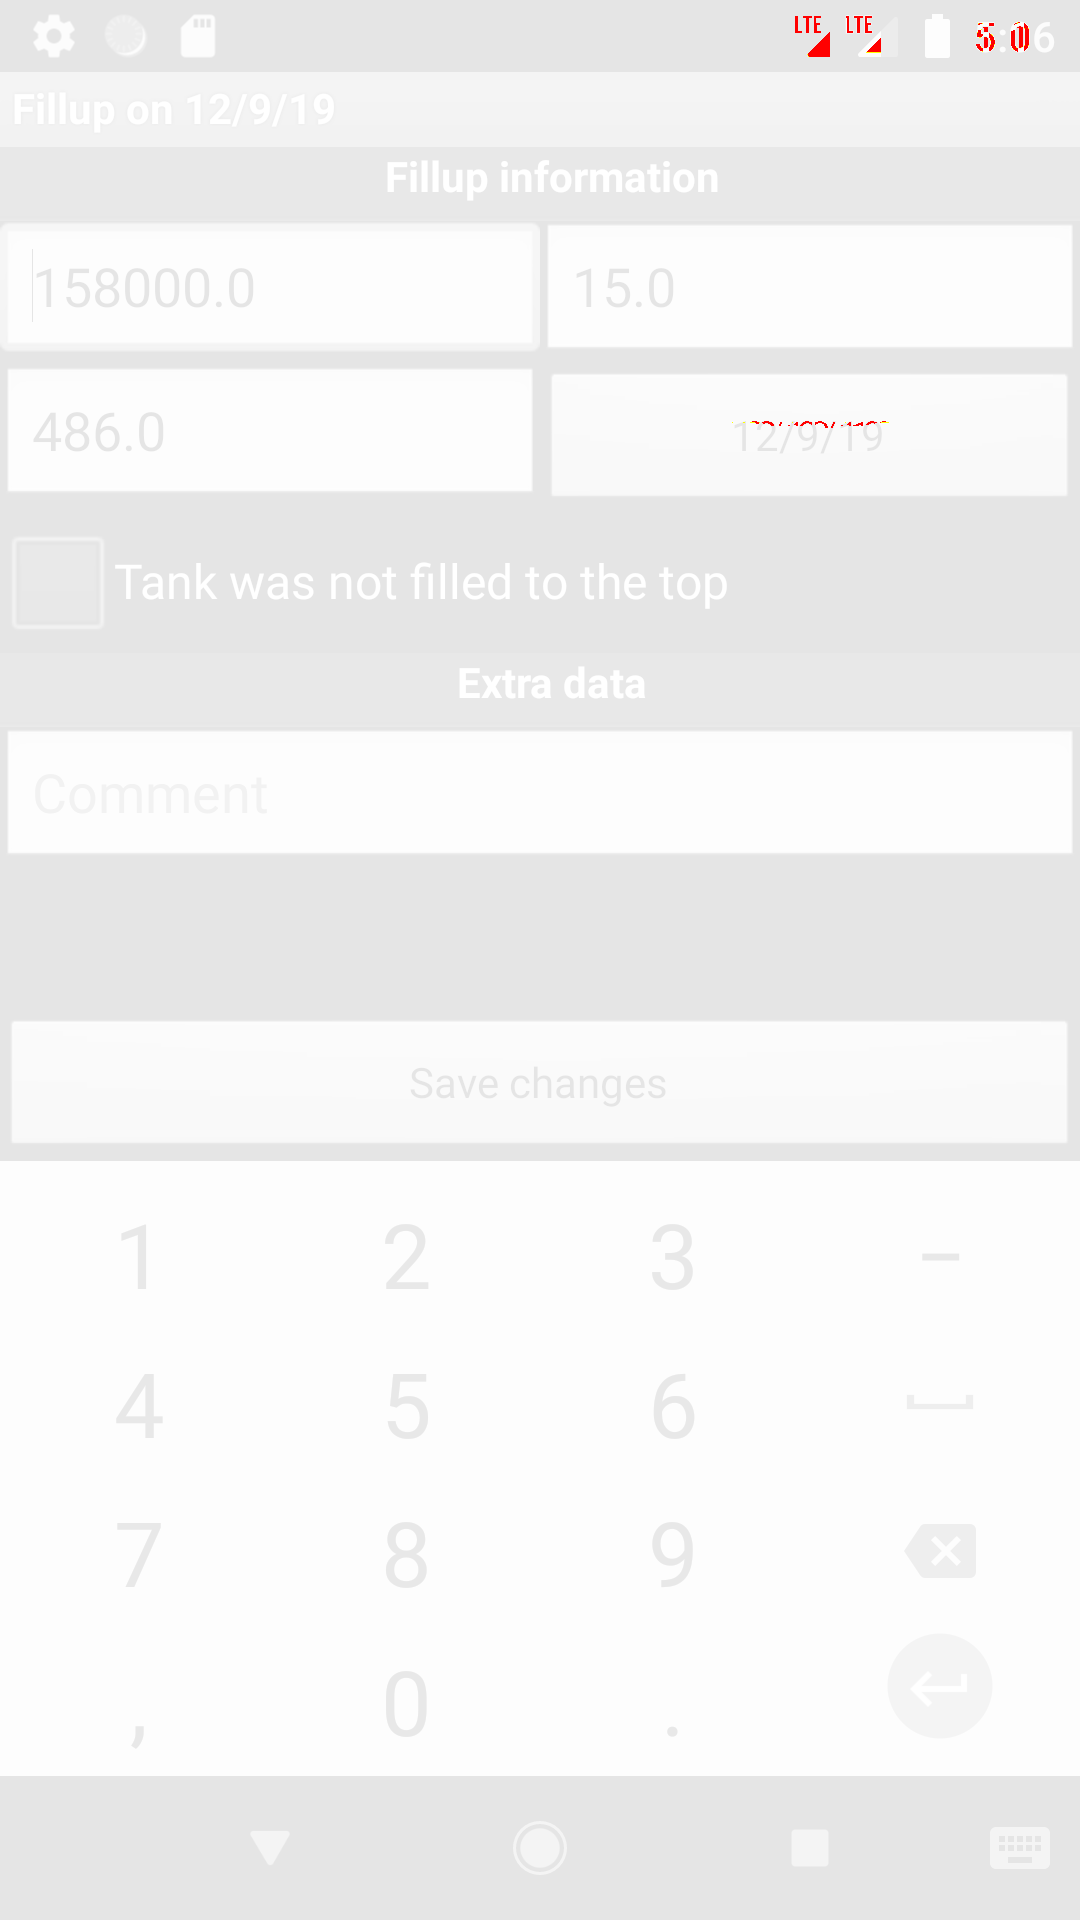 LTE LTE 5:06
Fillup on 12/9/19
Fillup information
158000.0 15.0
486.0 12/9/19
Tank was not filled to the top
Extra data
Comment
Save changes
1 2 3 –
4 5 6
7 8 9
, 0 .